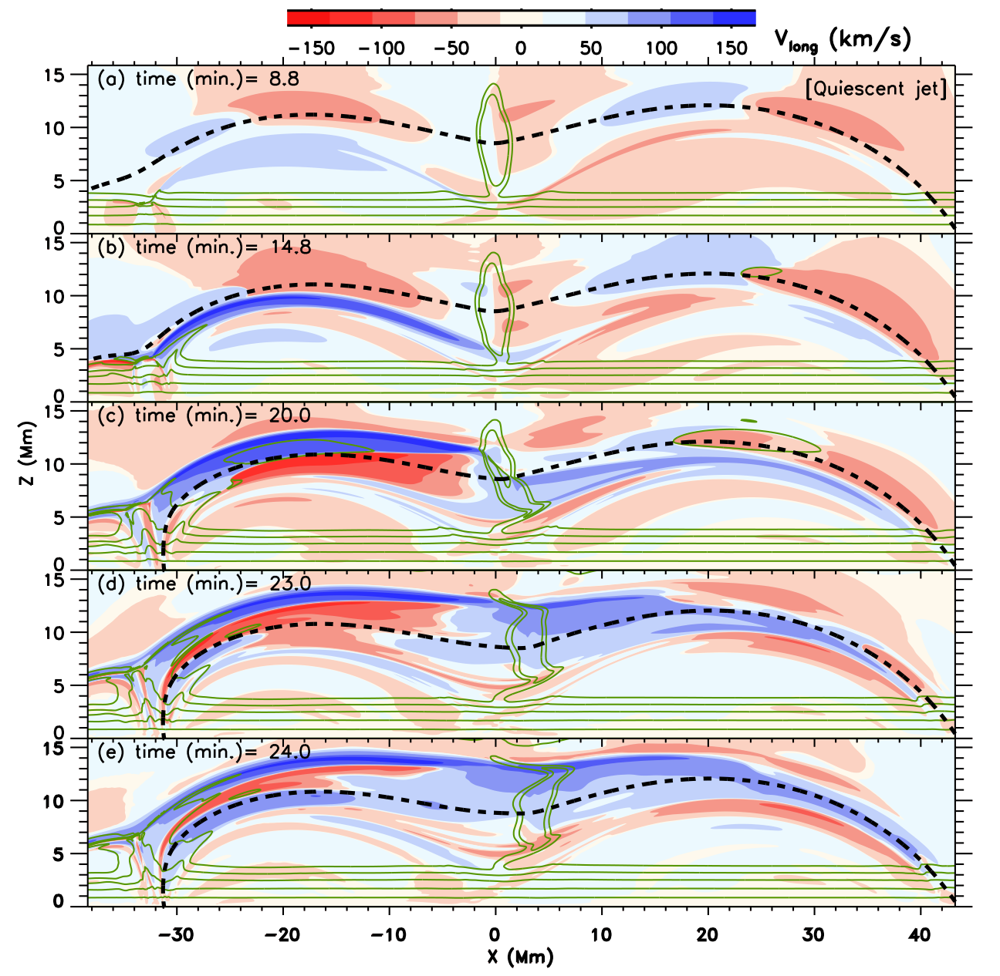 -150 -100 -50 0 50 100 150
V_long (km/s)
(a) time (min.)= 8.8
[Quiescent jet]
15
10
5
0
(b) time (min.)= 14.8
15
10
5
0
(c) time (min.)= 20.0
15
10
5
0
(d) time (min.)= 23.0
15
10
5
0
(e) time (min.)= 24.0
15
10
5
0
Z (Mm)
-30 -20 -10 0 10 20 30 40
X (Mm)